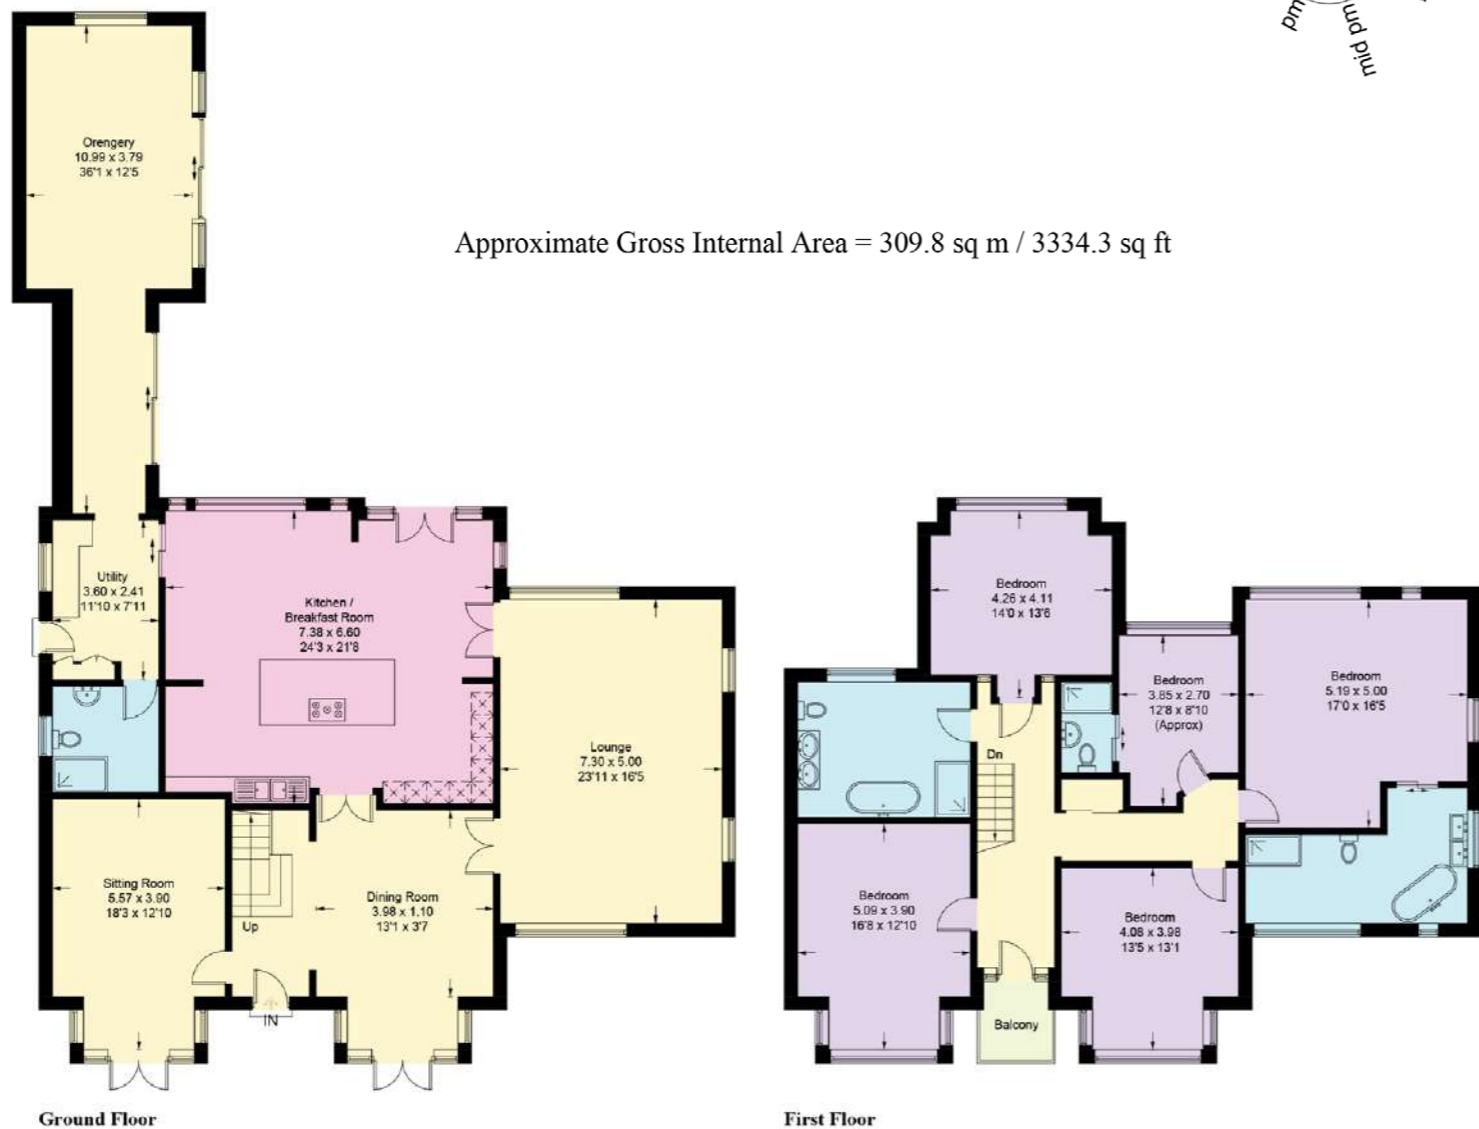 pm
mid pm
Orengery
10.99 x 3.79
36'1 x 12'5
Approximate Gross Internal Area = 309.8 sq m / 3334.3 sq ft
Utility
3.60 x 2.41
11'10 x 7'11
Kitchen /
Breakfast Room
7.38 x 6.60
24'3 x 21'8
Lounge
7.30 x 5.00
23'11 x 16'5
Sitting Room
5.57 x 3.90
18'3 x 12'10
Up
Dining Room
3.98 x 1.10
13'1 x 3'7
IN
Ground Floor
Bedroom
4.26 x 4.11
14'0 x 13'6
Bedroom
3.85 x 2.70
12'8 x 8'10
(Approx)
Bedroom
5.19 x 5.00
17'0 x 16'5
Dn
Bedroom
5.09 x 3.90
16'8 x 12'10
Bedroom
4.08 x 3.98
13'5 x 13'1
Balcony
First Floor